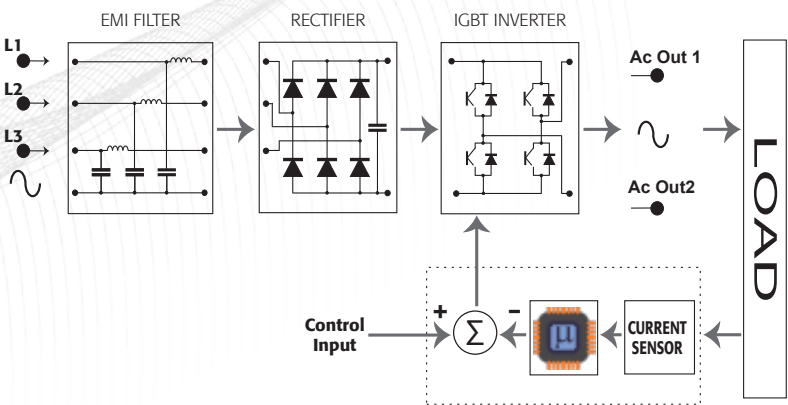 EMI FILTER
RECTIFIER
IGBT INVERTER
L1
L2
L3
Ac Out 1
Ac Out2
LOAD
Control
Input
+
Σ
−
μ
CURRENT
SENSOR